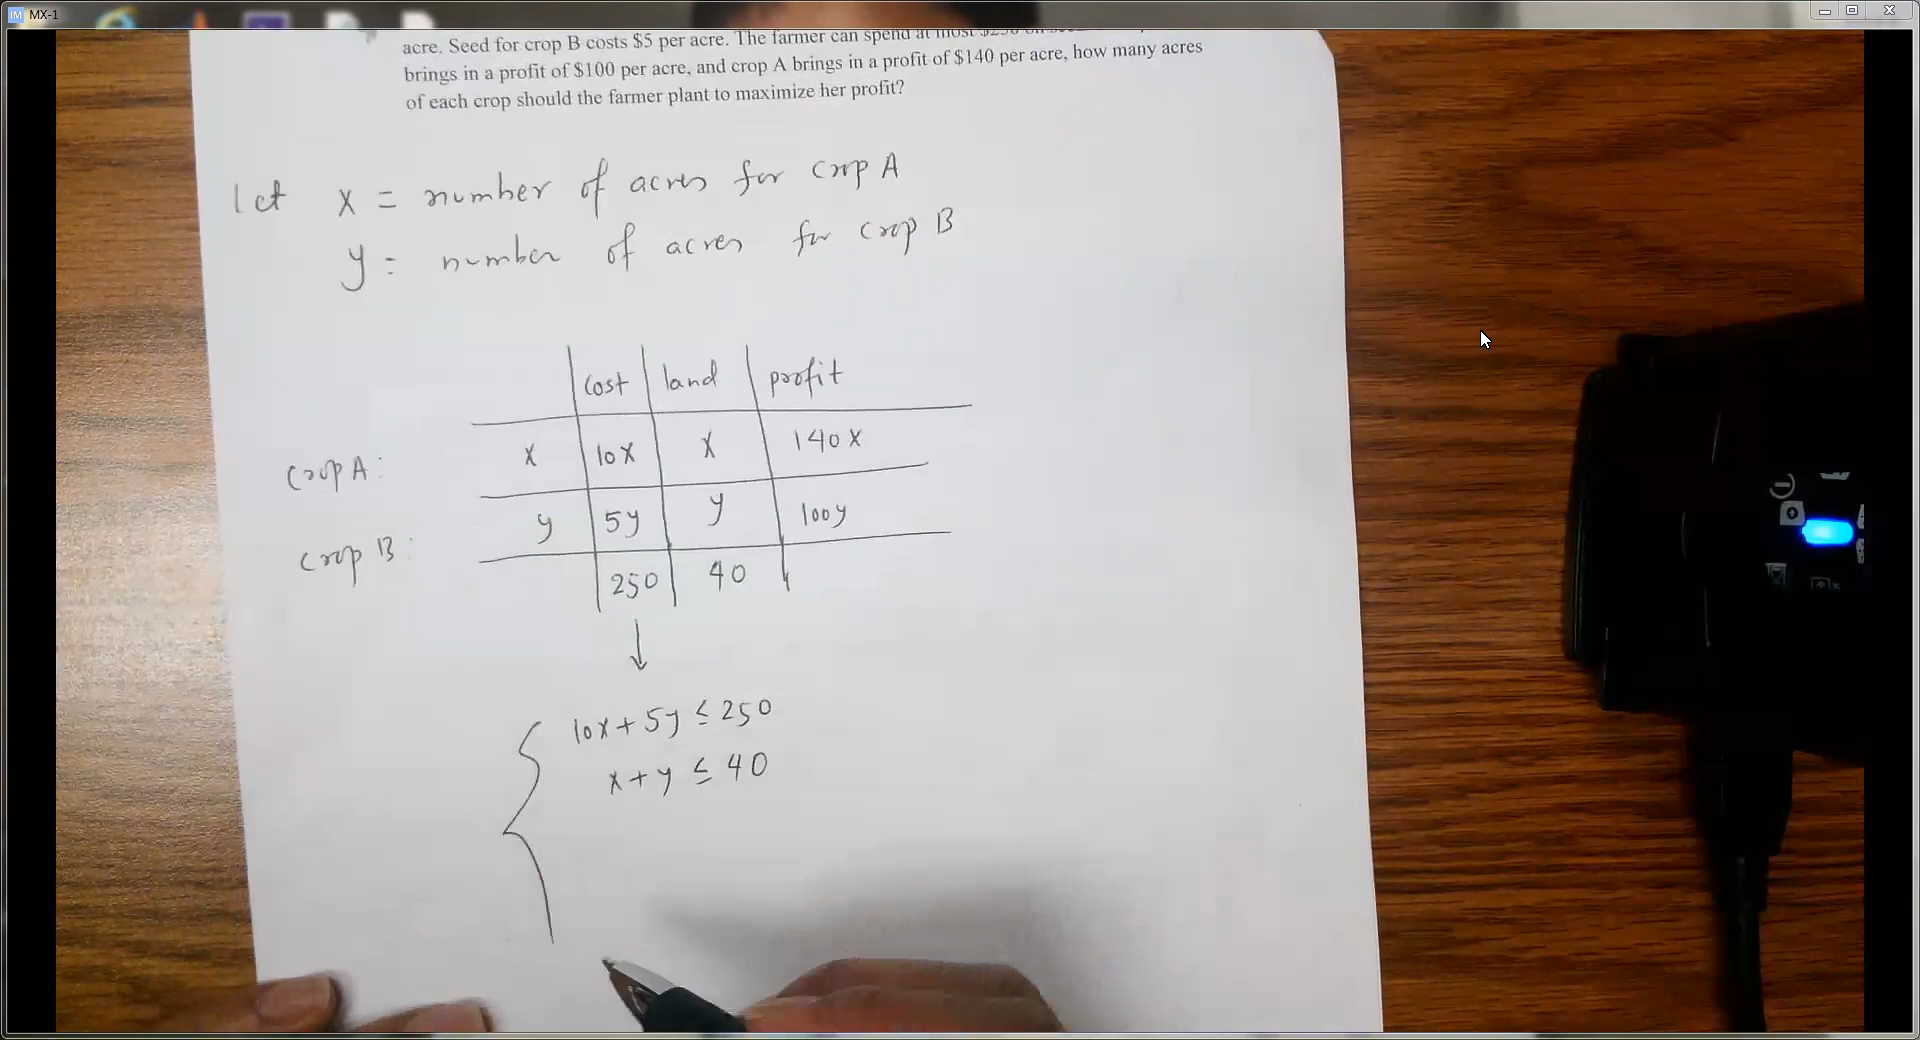 MX-1
acre. Seed for crop B costs $5 per acre. The farmer can spend at most
brings in a profit of $100 per acre, and crop A brings in a profit of $140 per acre, how many acres
of each crop should the farmer plant to maximize her profit?
Let x = number of acres for crop A
y = number of acres for crop B
cost land profit
Crop A: x 10x x 140x
Crop B: y 5y y 100y
250 40
10x + 5y ≤ 250
x + y ≤ 40